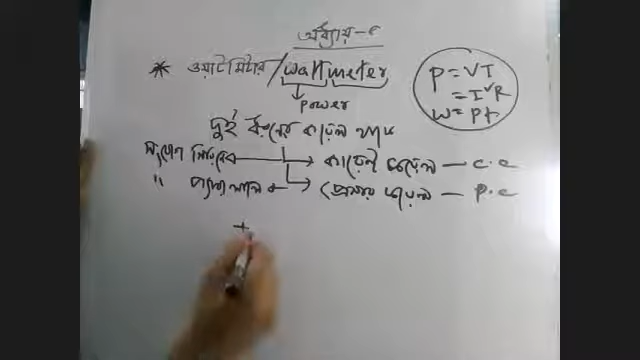 অধ্যায়-৫
* ওয়াটমিটার / wattmeter
Power
P = VI
= I²R
W = Pt
দুই ধরনের কয়েল থাকে
সংযোগ সিরিজে → কারেন্ট কয়েল - C.C
" প্যারালালে → প্রেসার কয়েল - P.C
+